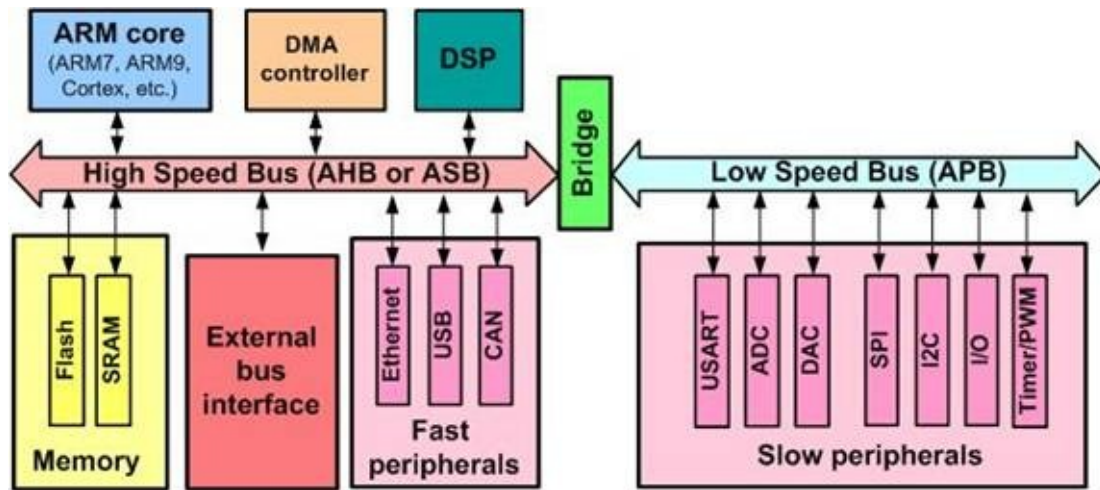 ARM core
(ARM7, ARM9,
Cortex, etc.)
DMA
controller
DSP
Bridge
High Speed Bus (AHB or ASB)
Low Speed Bus (APB)
Flash
SRAM
Memory
External
bus
interface
Ethernet
USB
CAN
Fast
peripherals
USART
ADC
DAC
SPI
I2C
I/O
Timer/PWM
Slow peripherals